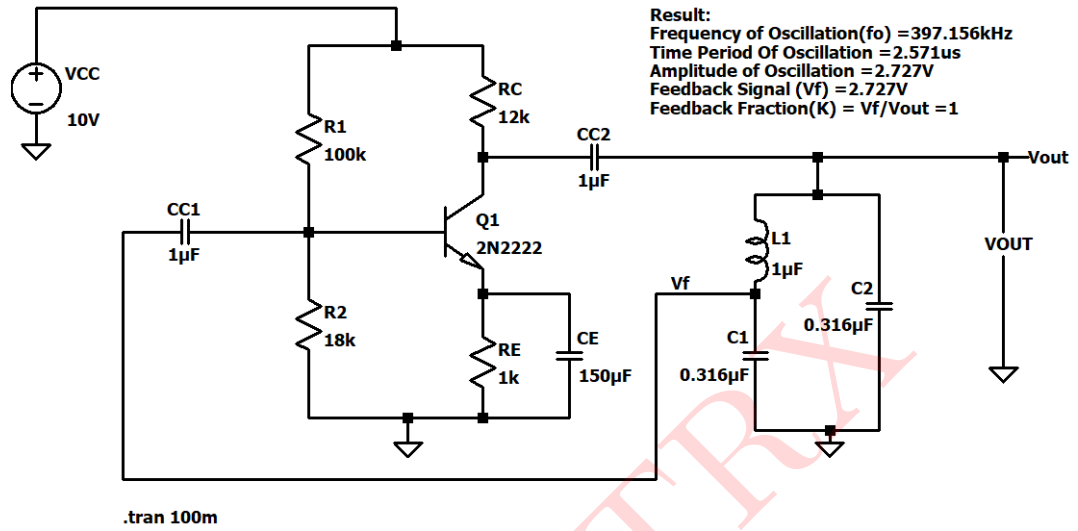 Result:
Frequency of Oscillation(fo) =397.156kHz
Time Period Of Oscillation =2.571us
Amplitude of Oscillation =2.727V
Feedback Signal (Vf) =2.727V
Feedback Fraction(K) = Vf/Vout =1
VCC
10V
RC
12k
R1
100k
CC2
1µF
Vout
CC1
1µF
Q1
2N2222
L1
1µF
VOUT
Vf
C2
0.316µF
R2
18k
RE
1k
CE
150µF
C1
0.316µF
TRX
.tran 100m